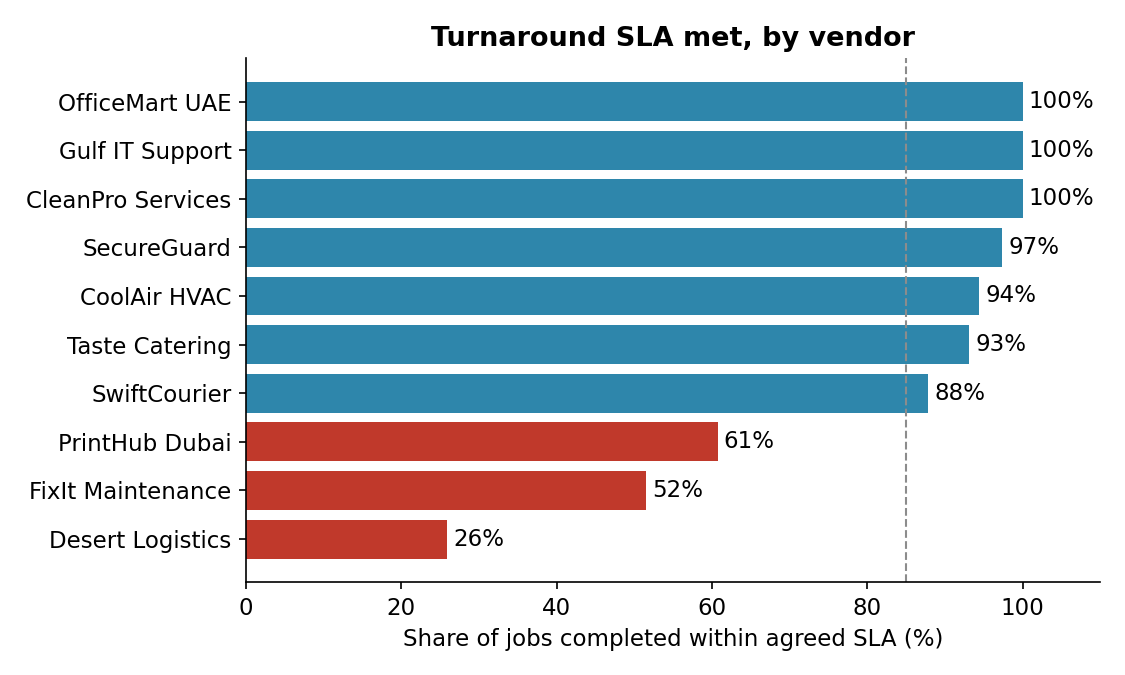 Turnaround SLA met, by vendor
OfficeMart UAE 100%
Gulf IT Support 100%
CleanPro Services 100%
SecureGuard 97%
CoolAir HVAC 94%
Taste Catering 93%
SwiftCourier 88%
PrintHub Dubai 61%
FixIt Maintenance 52%
Desert Logistics 26%
0 20 40 60 80 100
Share of jobs completed within agreed SLA (%)